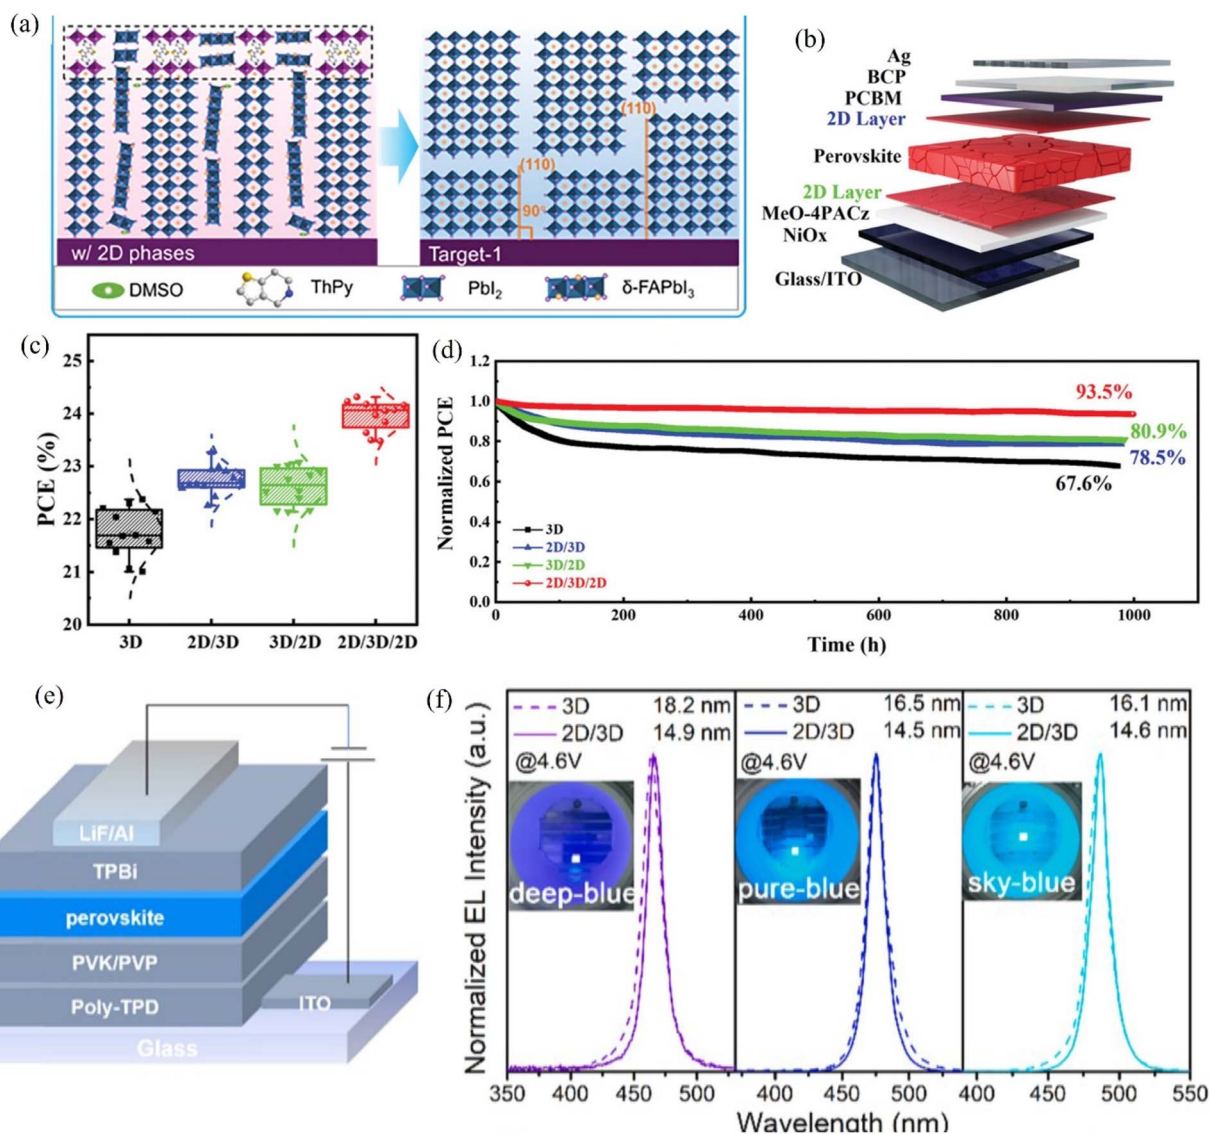 (a)
(110)
(110)
90°
w/ 2D phases
Target-1
DMSO
ThPy
PbI₂
δ-FAPbI₃
(b)
Ag
BCP
PCBM
2D Layer
Perovskite
2D Layer
MeO-4PACz
NiOx
Glass/ITO
(c)
PCE (%)
25
24
23
22
21
20
3D
2D/3D
3D/2D
2D/3D/2D
(d)
Normalized PCE
1.2
1.0
0.8
0.6
0.4
0.2
0.0
93.5%
80.9%
78.5%
67.6%
3D
2D/3D
3D/2D
2D/3D/2D
0 200 400 600 800 1000
Time (h)
(e)
LiF/Al
TPBi
perovskite
PVK/PVP
Poly-TPD
ITO
Glass
(f)
Normalized EL Intensity (a.u.)
3D 18.2 nm
2D/3D 14.9 nm
@4.6V
deep-blue
3D 16.5 nm
2D/3D 14.5 nm
@4.6V
pure-blue
3D 16.1 nm
2D/3D 14.6 nm
@4.6V
sky-blue
350 400 450 500 400 450 500 400 450 500 550
Wavelength (nm)